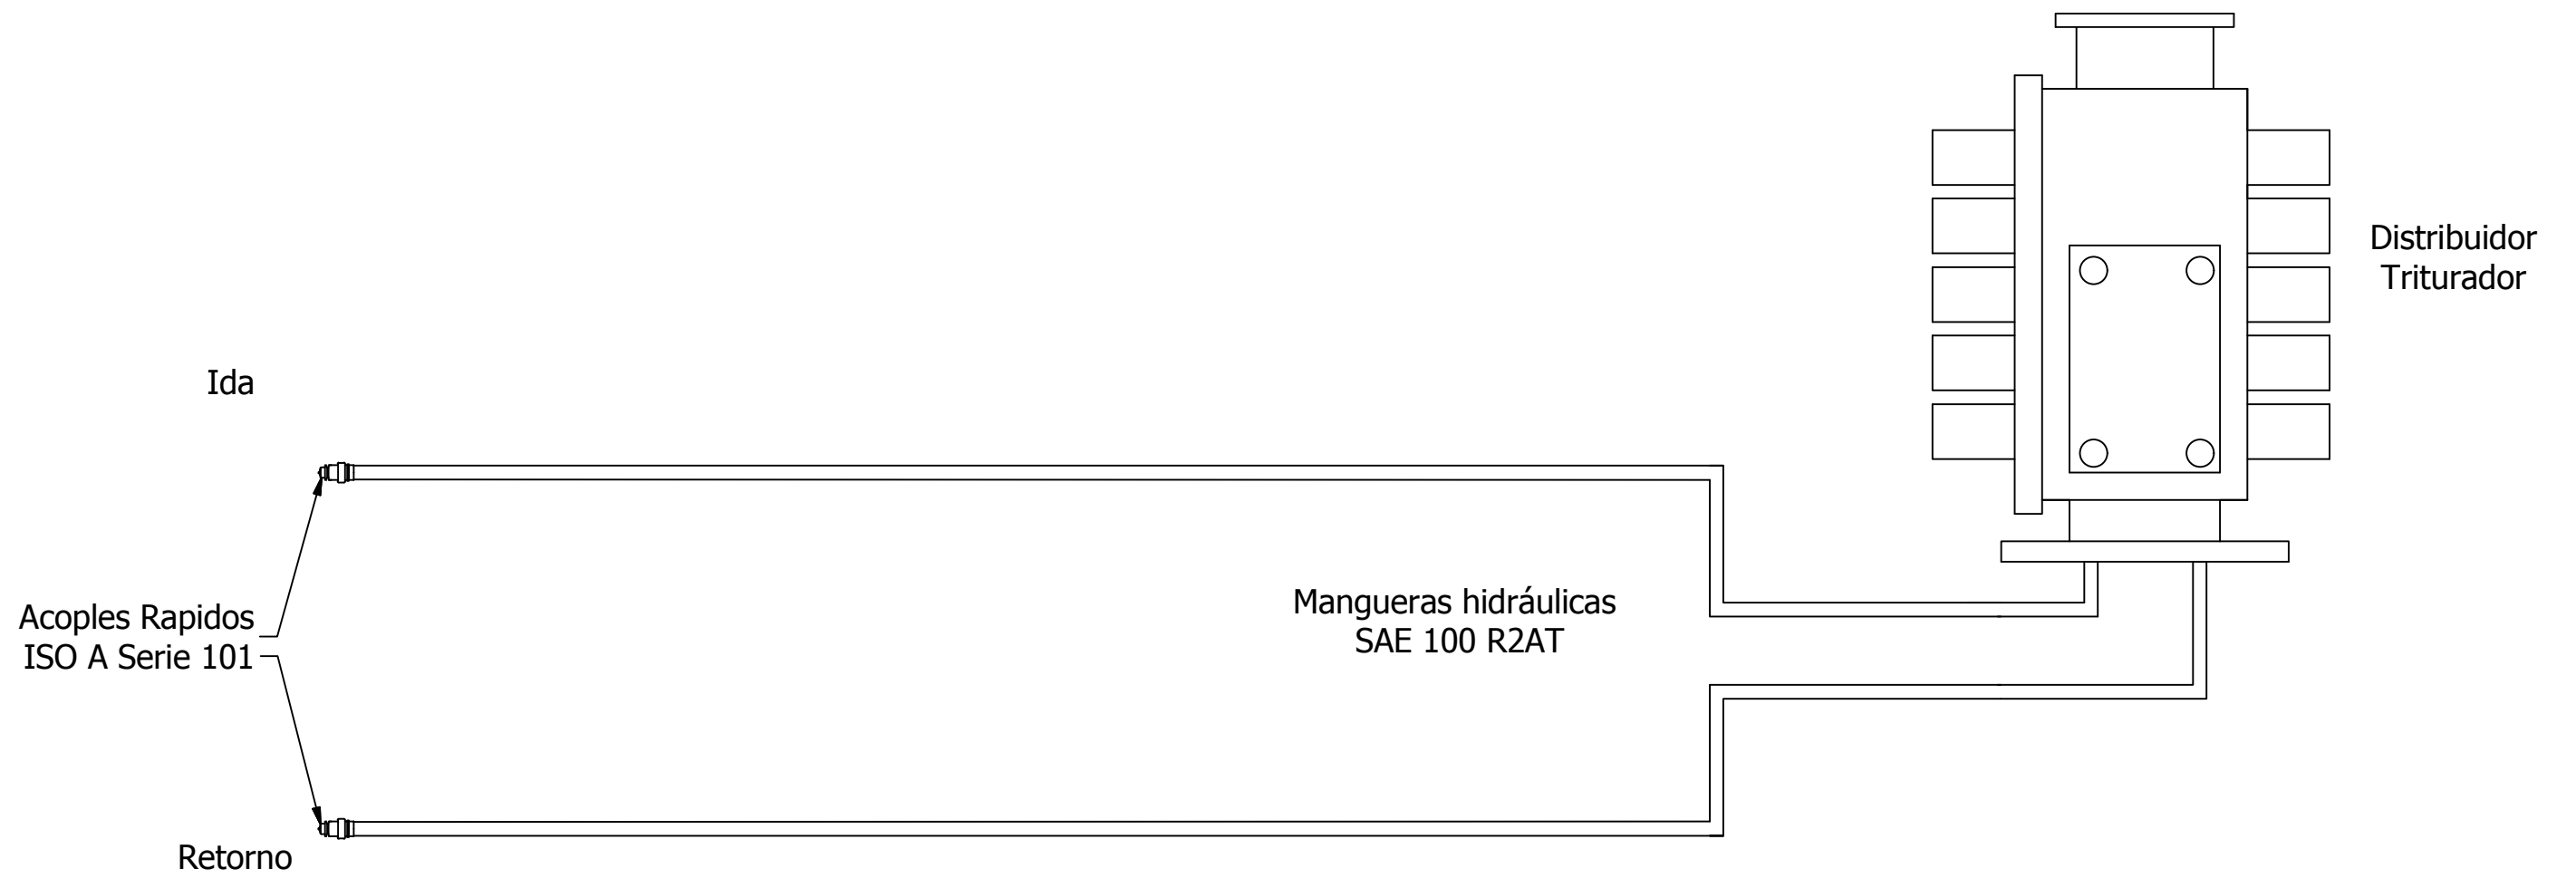 Distribuidor
Triturador
Ida
Mangueras hidráulicas
SAE 100 R2AT
Acoples Rapidos
ISO A Serie 101
Retorno